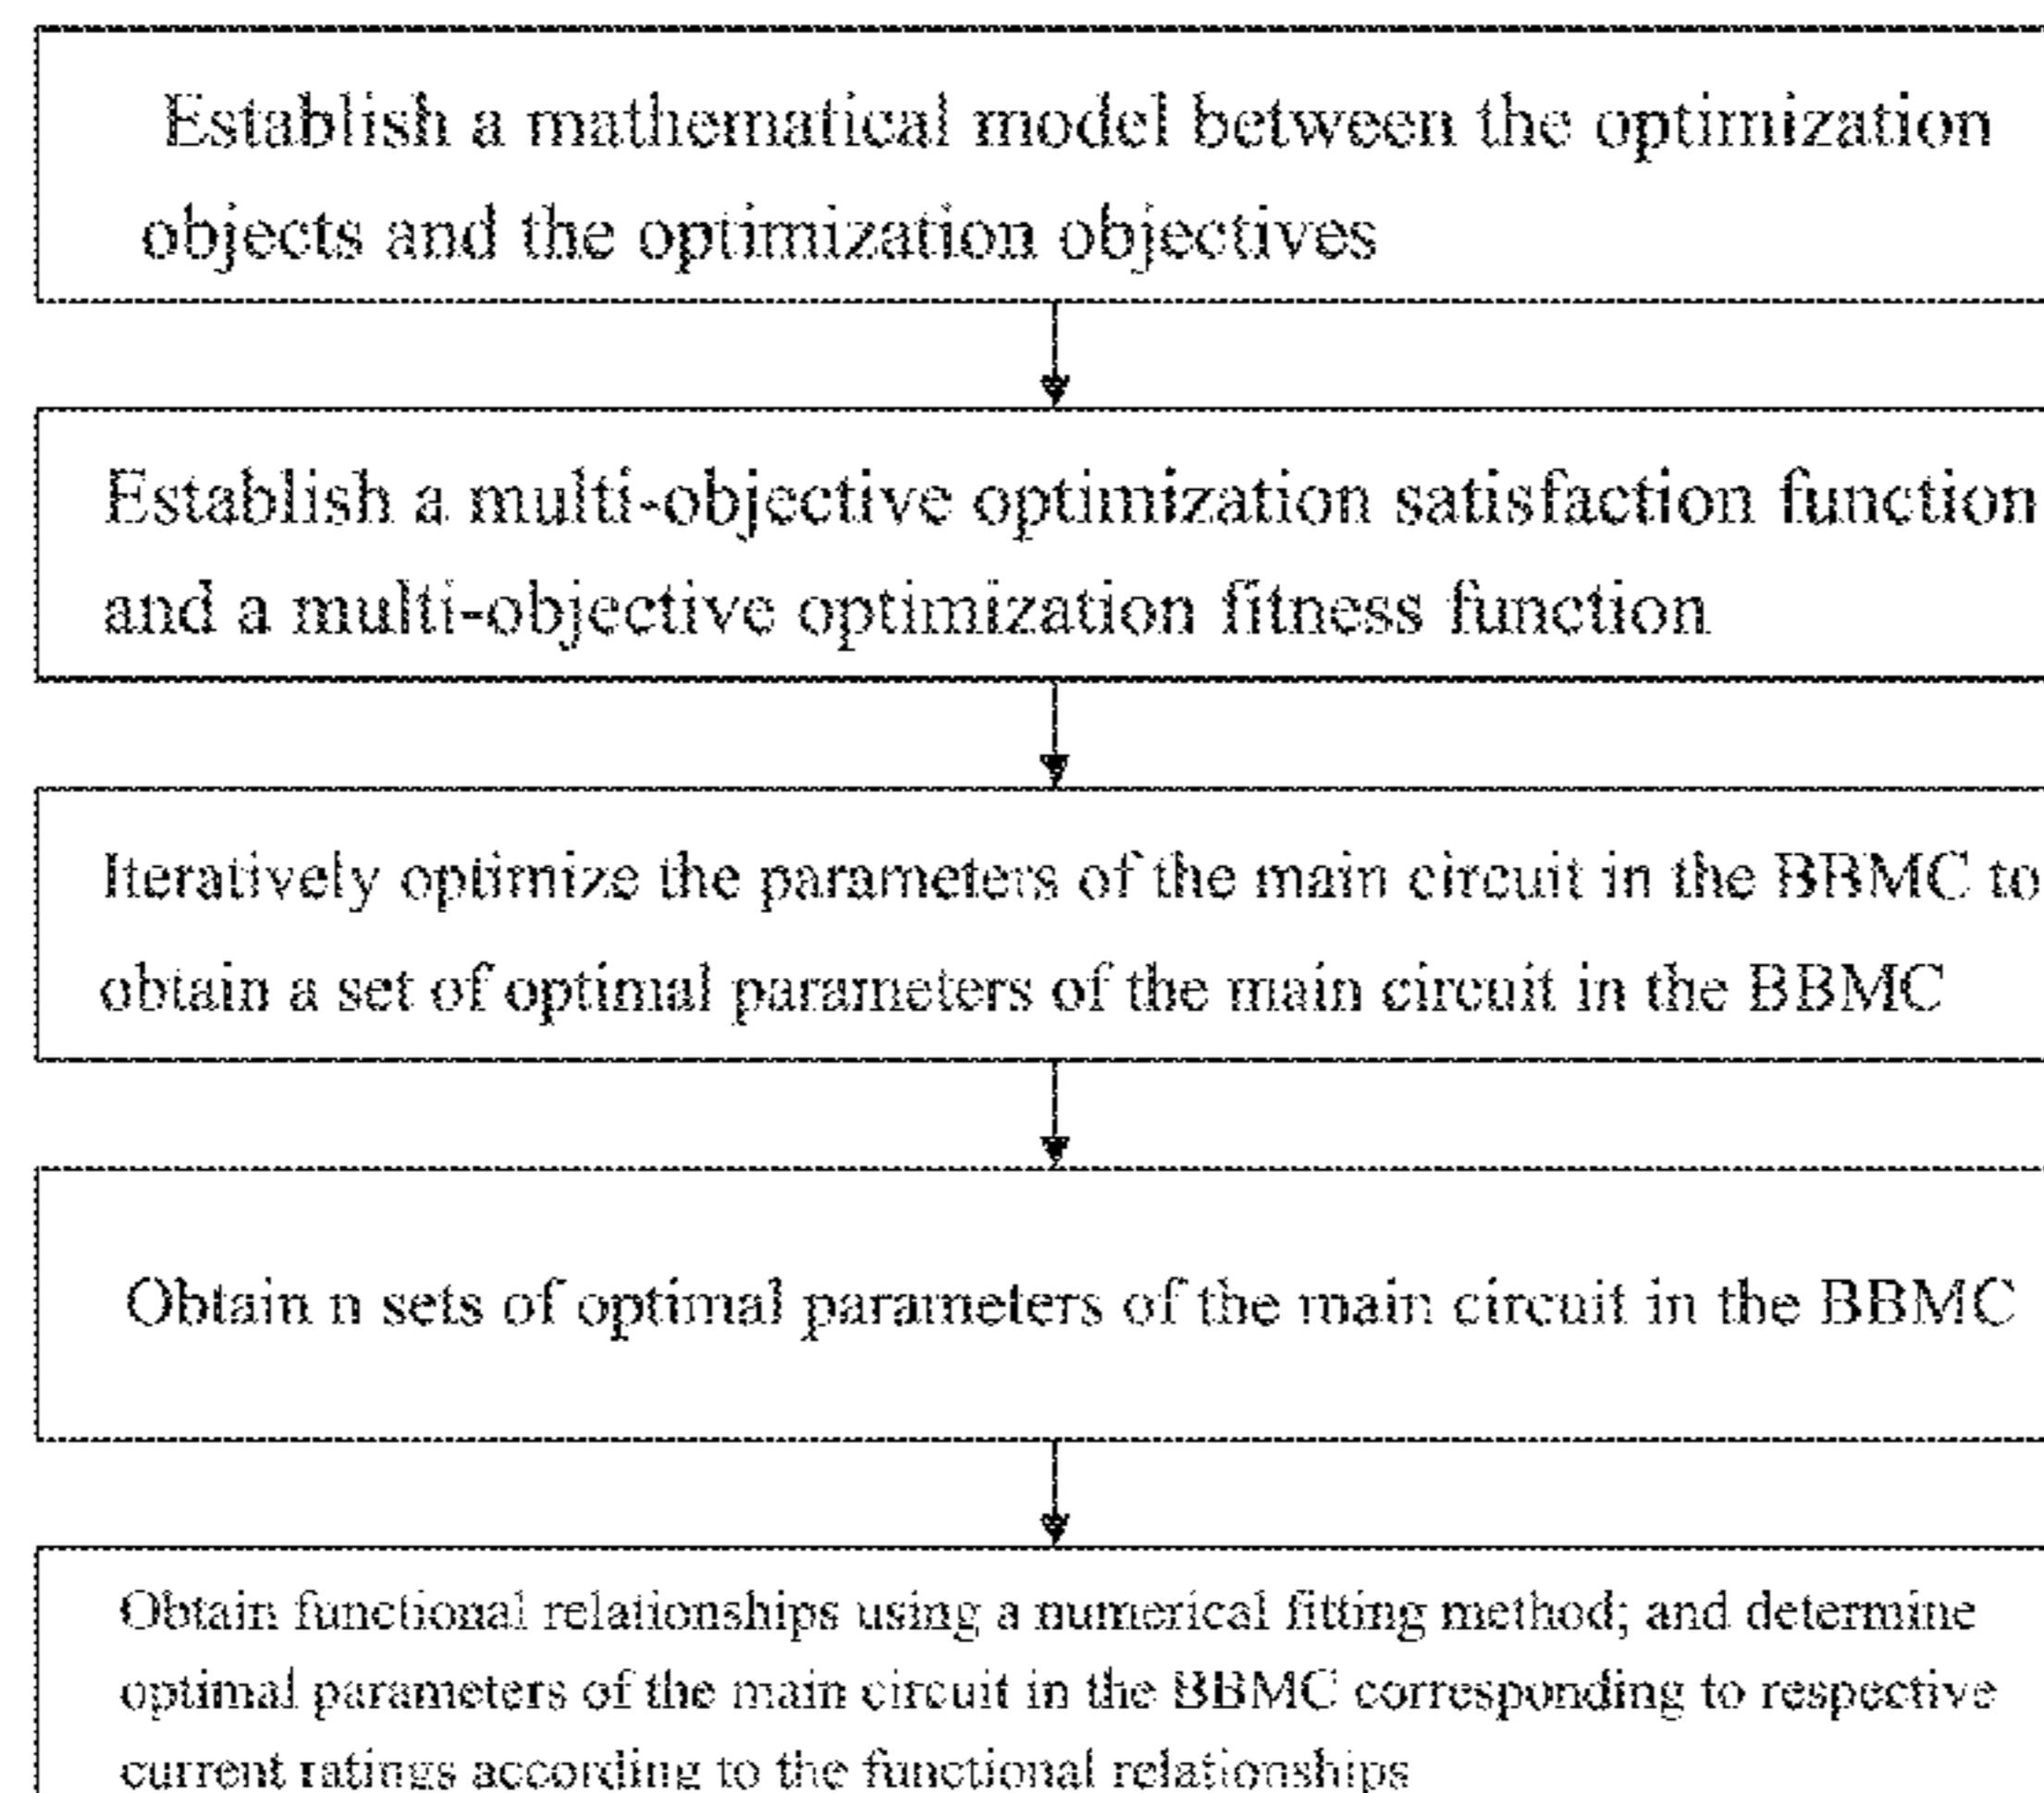 Establish a mathematical model between the optimization
objects and the optimization objectives
Establish a multi-objective optimization satisfaction function
and a multi-objective optimization fitness function
Iteratively optimize the parameters of the main circuit in the BBMC to
obtain a set of optimal parameters of the main circuit in the BBMC
Obtain n sets of optimal parameters of the main circuit in the BBMC
Obtain functional relationships using a numerical fitting method; and determine
optimal parameters of the main circuit in the BBMC corresponding to respective
current ratings according to the functional relationships